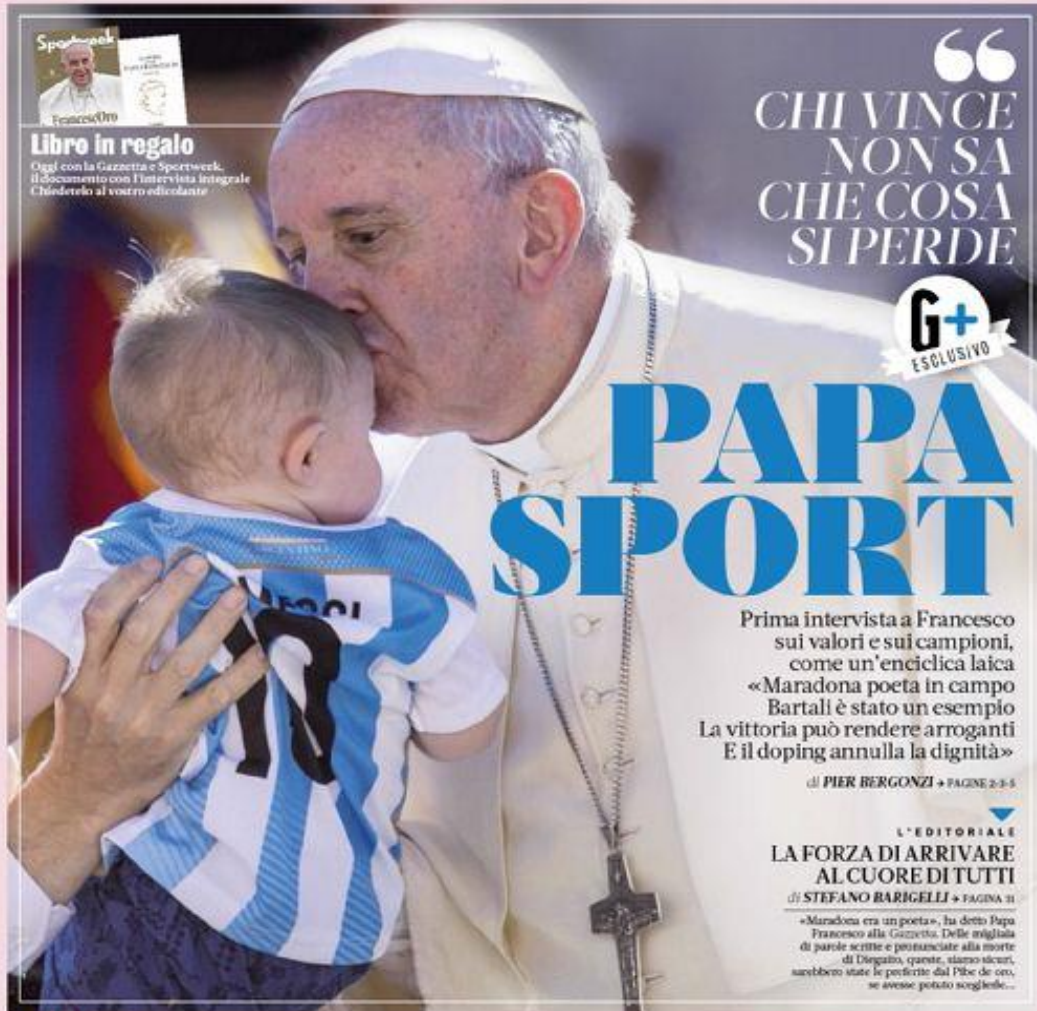 Sportweek
FrancescOro
Libro in regalo
Oggi con la Gazzetta e Sportweek,
il documento con l'intervista integrale
Chiedetelo al vostro edicolante
“
CHI VINCE
NON SA
CHE COSA
SI PERDE
G+
ESCLUSIVO
PAPA
SPORT
Prima intervista a Francesco
sui valori e sui campioni,
come un'enciclica laica
«Maradona poeta in campo
Bartali è stato un esempio
La vittoria può rendere arroganti
E il doping annulla la dignità»
di PIER BERGONZI → PAGINE 2-3-5
L'EDITORIALE
LA FORZA DI ARRIVARE
AL CUORE DI TUTTI
di STEFANO BARIGELLI → PAGINA 31
«Maradona era un poeta», ha detto Papa
Francesco alla Gazzetta. Delle migliaia
di parole scritte e pronunciate alla morte
di Dieguito, queste, siamo sicuri,
sarebbero state le preferite dal Pibe de oro,
se avesse potuto sceglierle...
10